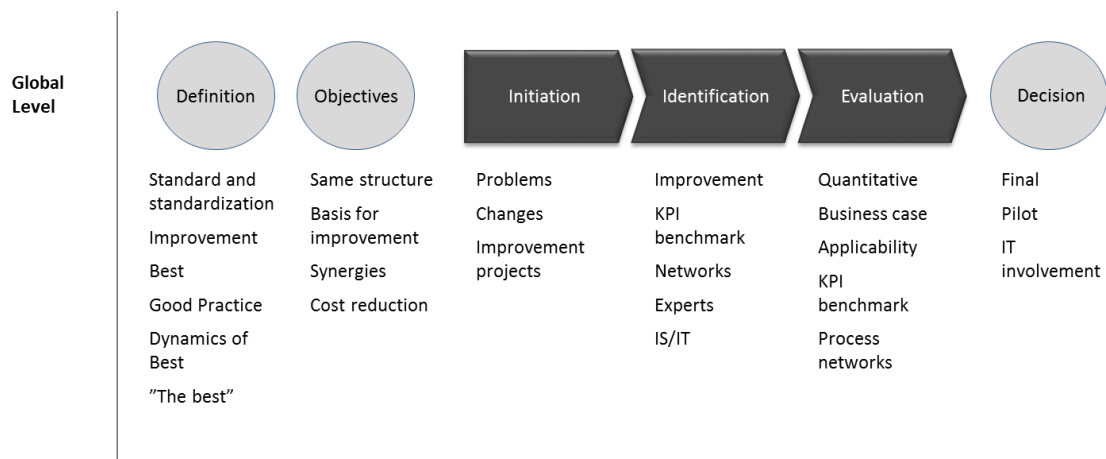 Global
Level
Definition
Objectives
Initiation
Identification
Evaluation
Decision
Standard and
standardization
Improvement
Best
Good Practice
Dynamics of
Best
”The best”
Same structure
Basis for
improvement
Synergies
Cost reduction
Problems
Changes
Improvement
projects
Improvement
KPI
benchmark
Networks
Experts
IS/IT
Quantitative
Business case
Applicability
KPI
benchmark
Process
networks
Final
Pilot
IT
involvement